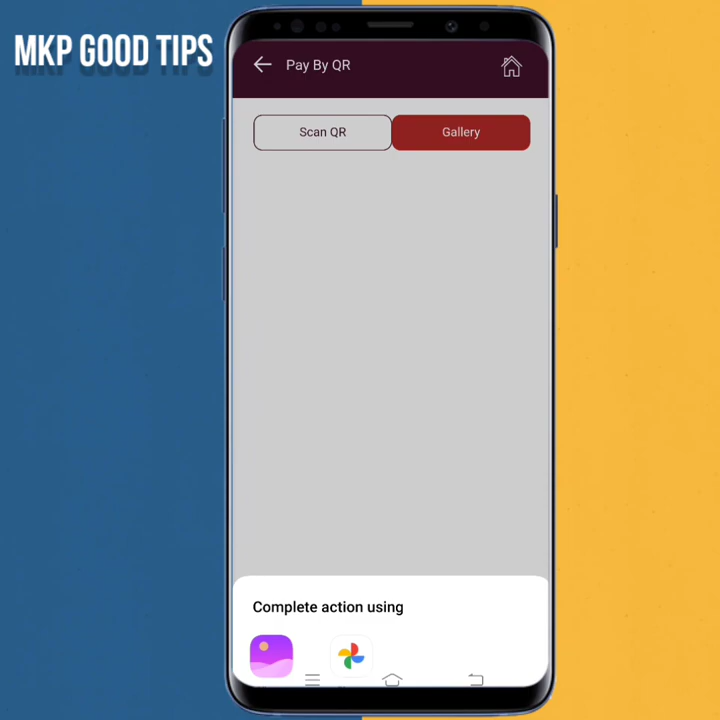 MKP GOOD TIPS
Pay By QR
Scan QR
Gallery
Complete action using